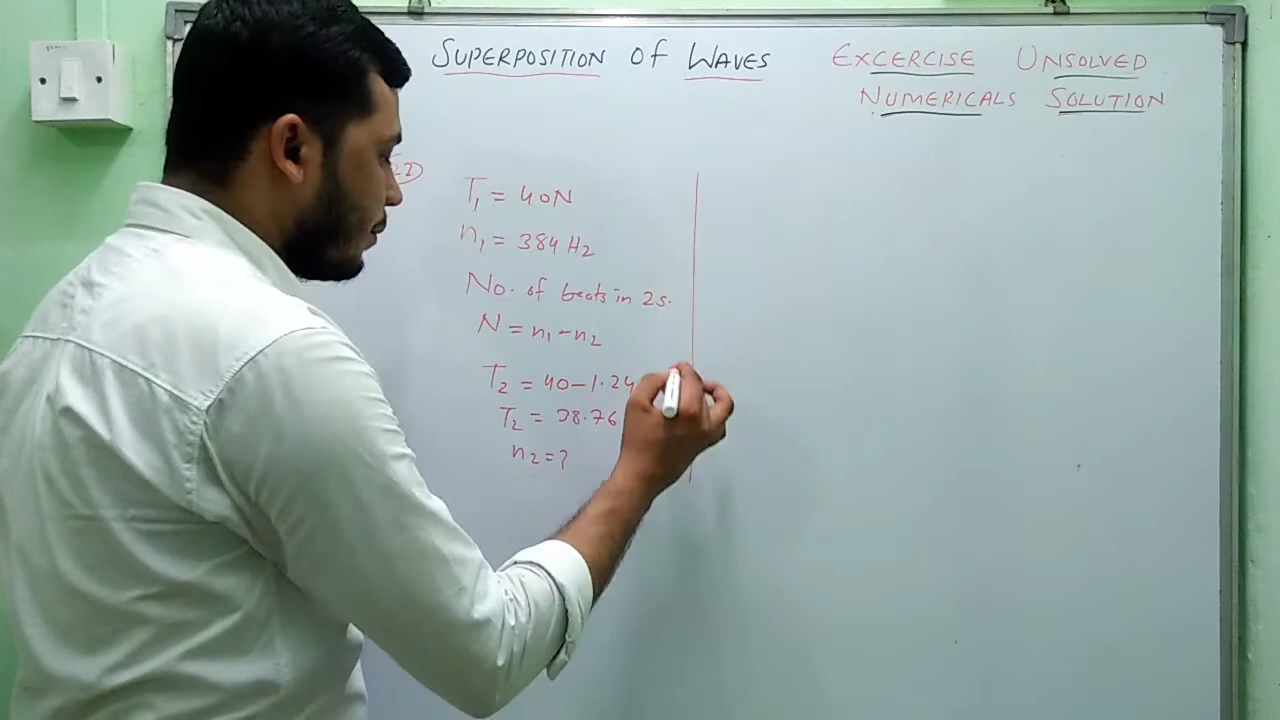 SUPERPOSITION OF WAVES
EXCERCISE UNSOLVED
NUMERICALS SOLUTION
T₁ = 40N
n₁ = 384 Hz
No. of beats in 2s.
N = n₁ - n₂
T₂ = 40 - 1.24
T₂ = 38.76
n₂ = ?